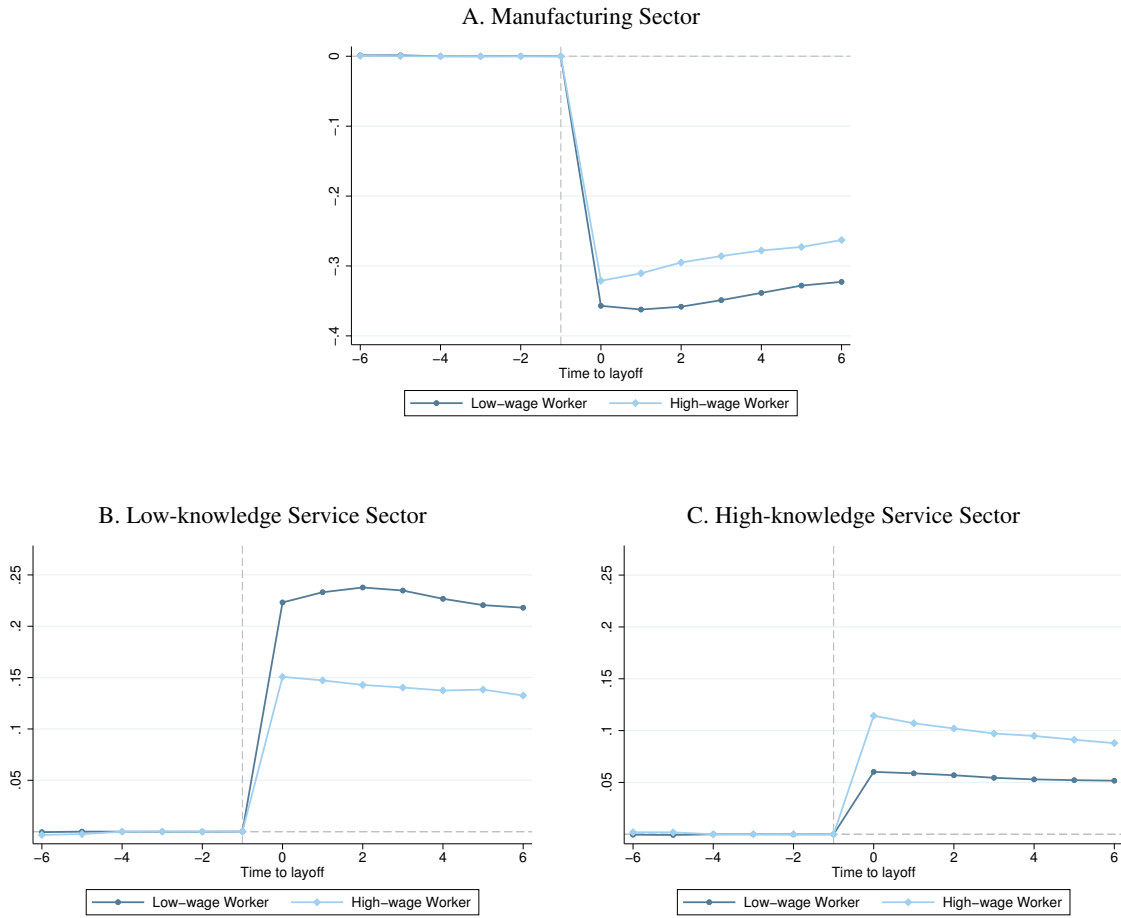 A. Manufacturing Sector
0
-.1
-.2
-.3
-.4
−6 −4 −2 0 2 4 6
Time to layoff
Low−wage Worker High−wage Worker
B. Low-knowledge Service Sector
.25
.2
.15
.1
.05
−6 −4 −2 0 2 4 6
Time to layoff
Low−wage Worker High−wage Worker
C. High-knowledge Service Sector
.25
.2
.15
.1
.05
−6 −4 −2 0 2 4 6
Time to layoff
Low−wage Worker High−wage Worker